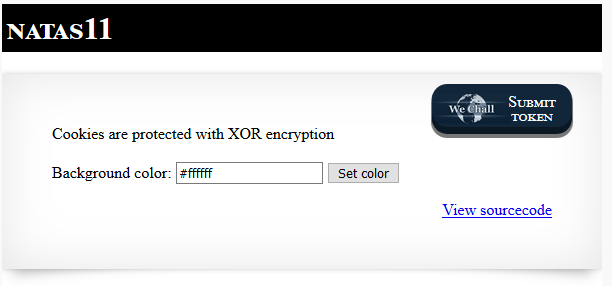 NATAS11
We Chall
SUBMIT
TOKEN
Cookies are protected with XOR encryption
Background color: #ffffff Set color
View sourcecode